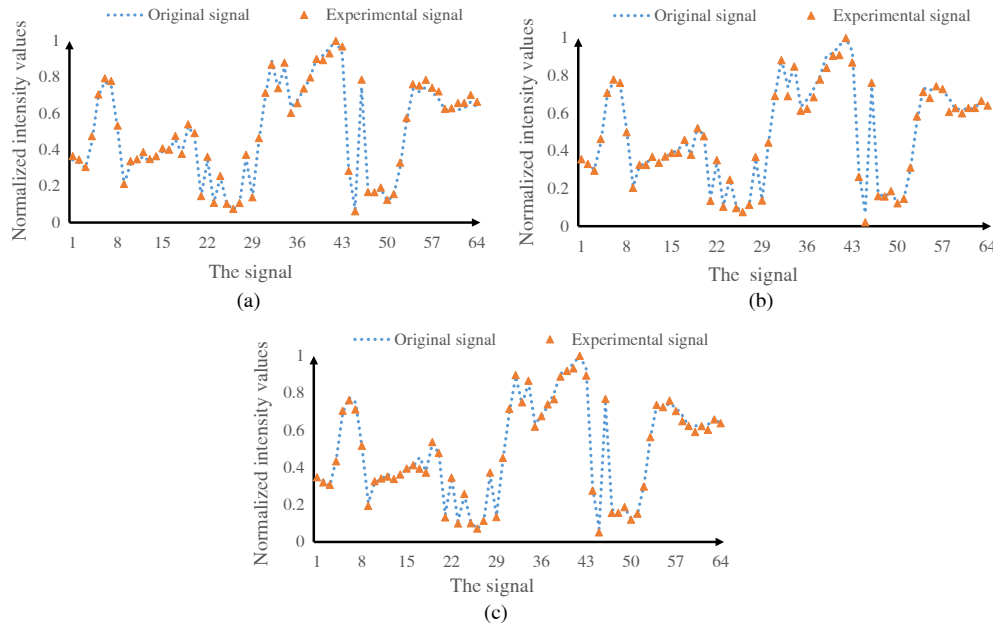 Original signal Experimental signal
Normalized intensity values
1
0.8
0.6
0.4
0.2
0
1 8 15 22 29 36 43 50 57 64
The signal
(a)
Original signal Experimental signal
Normalized intensity values
1
0.8
0.6
0.4
0.2
0
1 8 15 22 29 36 43 50 57 64
The signal
(b)
Original signal Experimental signal
Normalized intensity values
1
0.8
0.6
0.4
0.2
0
1 8 15 22 29 36 43 50 57 64
The signal
(c)